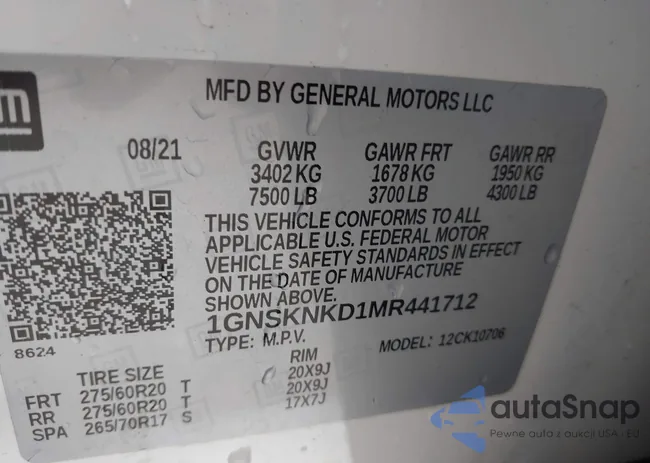 GM
MFD BY GENERAL MOTORS LLC
08/21
GVWR GAWR FRT GAWR RR
3402 KG 1678 KG 1950 KG
7500 LB 3700 LB 4300 LB
THIS VEHICLE CONFORMS TO ALL
APPLICABLE U.S. FEDERAL MOTOR
VEHICLE SAFETY STANDARDS IN EFFECT
ON THE DATE OF MANUFACTURE
SHOWN ABOVE.
1GNSKNKD1MR441712
TYPE: M.P.V. MODEL: 12CK10706
8624
TIRE SIZE RIM
FRT 275/60R20 T 20X9J
RR 275/60R20 T 20X9J
SPA 265/70R17 S 17X7J
autaSnap
Pewne auta z aukcji USA - EU